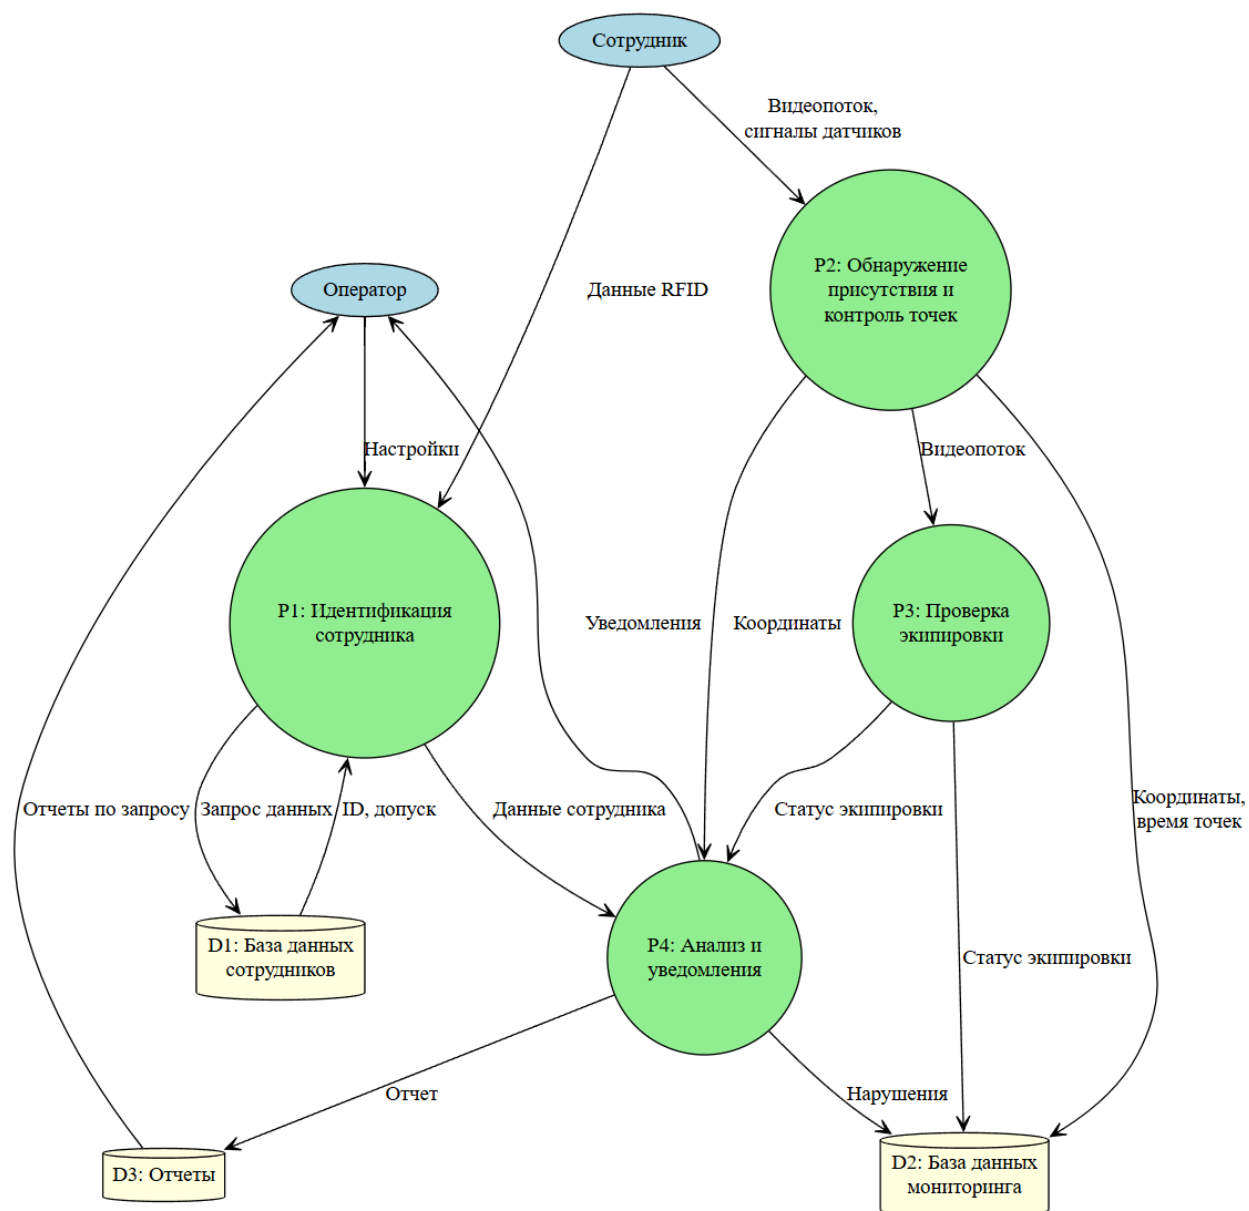 Сотрудник
Видеопоток,
сигналы датчиков
P2: Обнаружение
присутствия и
контроль точек
Оператор
Данные RFID
Настройки
Видеопоток
P1: Идентификация
сотрудника
Уведомления
Координаты
P3: Проверка
экипировки
Отчеты по запросу
Запрос данных
ID, допуск
Данные сотрудника
Статус экипировки
Координаты,
время точек
D1: База данных
сотрудников
P4: Анализ и
уведомления
Статус экипировки
Отчет
Нарушения
D3: Отчеты
D2: База данных
мониторинга